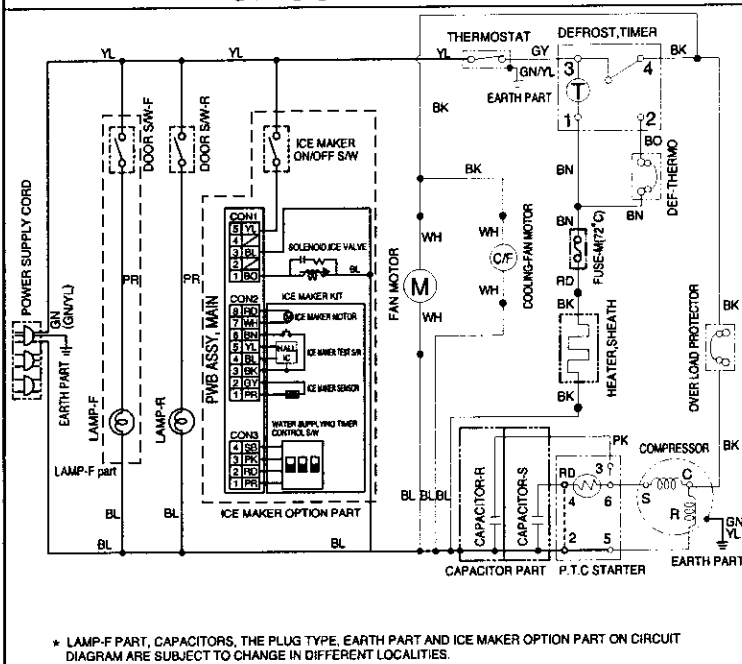 THERMOSTAT
DEFROST,TIMER
YL
YL
YL
GY
BK
GN/YL
3
4
T
EARTH PART
1
2
DOOR S/W-F
DOOR S/W-R
ICE MAKER
ON/OFF S/W
BK
BO
BK
BN
DEF-THERMO
POWER SUPPLY CORD
CON1
5 YL
4
3 BL
2
1 BO
SOLENOID,ICE VALVE
BL
BN
BN
WH
WH
FUSE-M(72°C)
COOLING-FAN MOTOR
C/F
PR
PR
FAN MOTOR
M
RD
GN
(GN/YL)
PWB ASSY, MAIN
CON2
ICE MAKER KIT
8 RD
7 WH
ICE MAKER MOTOR
6 BN
5 YL
4 BL
3 BK
HALL
IC
ICE MAKER TEST S/W
2 GY
1 PR
ICE MAKER SENSOR
WH
WH
BK
HEATER,SHEATH
OVER LOAD PROTECTOR
EARTH PART
LAMP-F
LAMP-R
BK
WATER SUPPLYING TIMER
CONTROL S/W
CON3
4 SB
3 PK
2 RD
1 PR
PK
COMPRESSOR
BK
LAMP-F part
RD
3
C
4
6
S
R
BL
BL
BL
CAPACITOR-R
CAPACITOR-S
GN
YL
BL
BL
ICE MAKER OPTION PART
2
5
BL
BL
BL
CAPACITOR PART
P.T.C STARTER
EARTH PART
* LAMP-F PART, CAPACITORS, THE PLUG TYPE, EARTH PART AND ICE MAKER OPTION PART ON CIRCUIT
DIAGRAM ARE SUBJECT TO CHANGE IN DIFFERENT LOCALITIES.